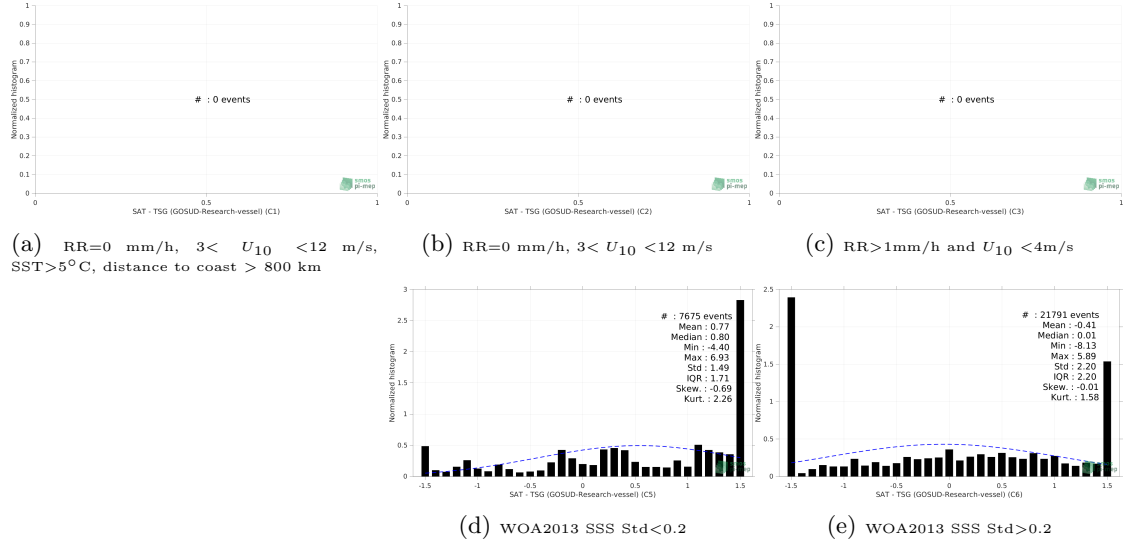 1
0.9
0.8
0.7
0.6
0.5
0.4
0.3
0.2
0.1
0
Normalized histogram
# : 0 events
smos
pi-mep
0 0.5 1
SAT - TSG (GOSUD-Research-vessel) (C1)
(a) RR=0 mm/h, 3< U10 <12 m/s,
SST>5°C, distance to coast > 800 km
1
0.9
0.8
0.7
0.6
0.5
0.4
0.3
0.2
0.1
0
Normalized histogram
# : 0 events
smos
pi-mep
0 0.5 1
SAT - TSG (GOSUD-Research-vessel) (C2)
(b) RR=0 mm/h, 3< U10 <12 m/s
1
0.9
0.8
0.7
0.6
0.5
0.4
0.3
0.2
0.1
0
Normalized histogram
# : 0 events
smos
pi-mep
0 0.5 1
SAT - TSG (GOSUD-Research-vessel) (C3)
(c) RR>1mm/h and U10 <4m/s
3
2.5
2
1.5
1
0.5
0
Normalized histogram
# : 7675 events
Mean : 0.77
Median : 0.80
Min : -4.40
Max : 6.93
Std : 1.49
IQR : 1.71
Skew. : -0.69
Kurt. : 2.26
pi-mep
-1.5 -1 -0.5 0 0.5 1 1.5
SAT - TSG (GOSUD-Research-vessel) (C5)
(d) WOA2013 SSS Std<0.2
2.5
2
1.5
1
0.5
0
Normalized histogram
# : 21791 events
Mean : -0.41
Median : 0.01
Min : -8.13
Max : 5.89
Std : 2.20
IQR : 2.20
Skew. : -0.01
Kurt. : 1.58
pi-mep
-1.5 -1 -0.5 0 0.5 1 1.5
SAT - TSG (GOSUD-Research-vessel) (C6)
(e) WOA2013 SSS Std>0.2